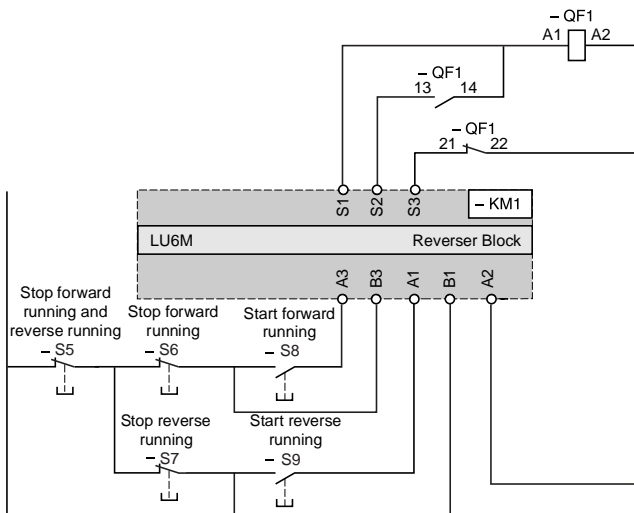 – QF1
A1 A2
– QF1
13 14
– QF1
21 22
S1 S2 S3
– KM1
LU6M Reverser Block
A3 B3 A1 B1 A2
Stop forward
running and
reverse running
– S5
Stop forward
running
– S6
Start forward
running
– S8
Stop reverse
running
– S7
Start reverse
running
– S9